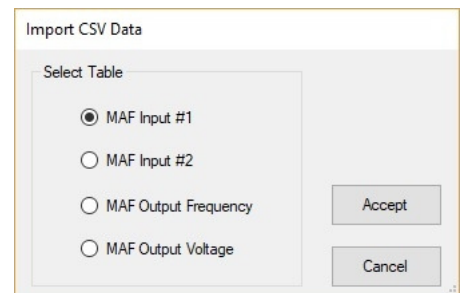 Import CSV Data
Select Table
MAF Input #1
MAF Input #2
MAF Output Frequency
Accept
MAF Output Voltage
Cancel